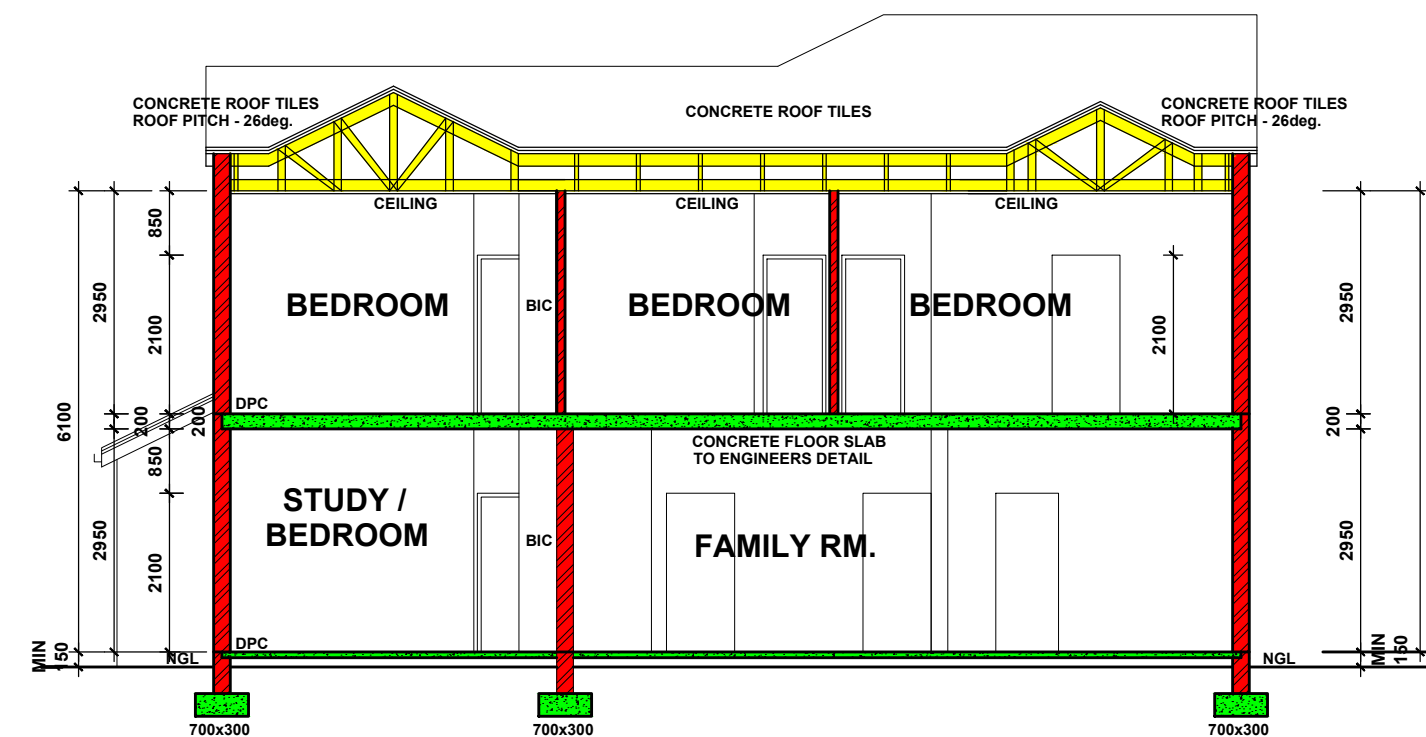 CONCRETE ROOF TILES
ROOF PITCH - 26deg.
CONCRETE ROOF TILES
CONCRETE ROOF TILES
ROOF PITCH - 26deg.
CEILING
CEILING
CEILING
850
2950
2100
6100
BEDROOM
BIC
BEDROOM
BEDROOM
2100
2950
DPC
200
200
200
CONCRETE FLOOR SLAB
TO ENGINEERS DETAIL
850
2950
2100
STUDY /
BEDROOM
BIC
FAMILY RM.
2950
DPC
MIN
150
NGL
NGL
MIN
150
700x300
700x300
700x300